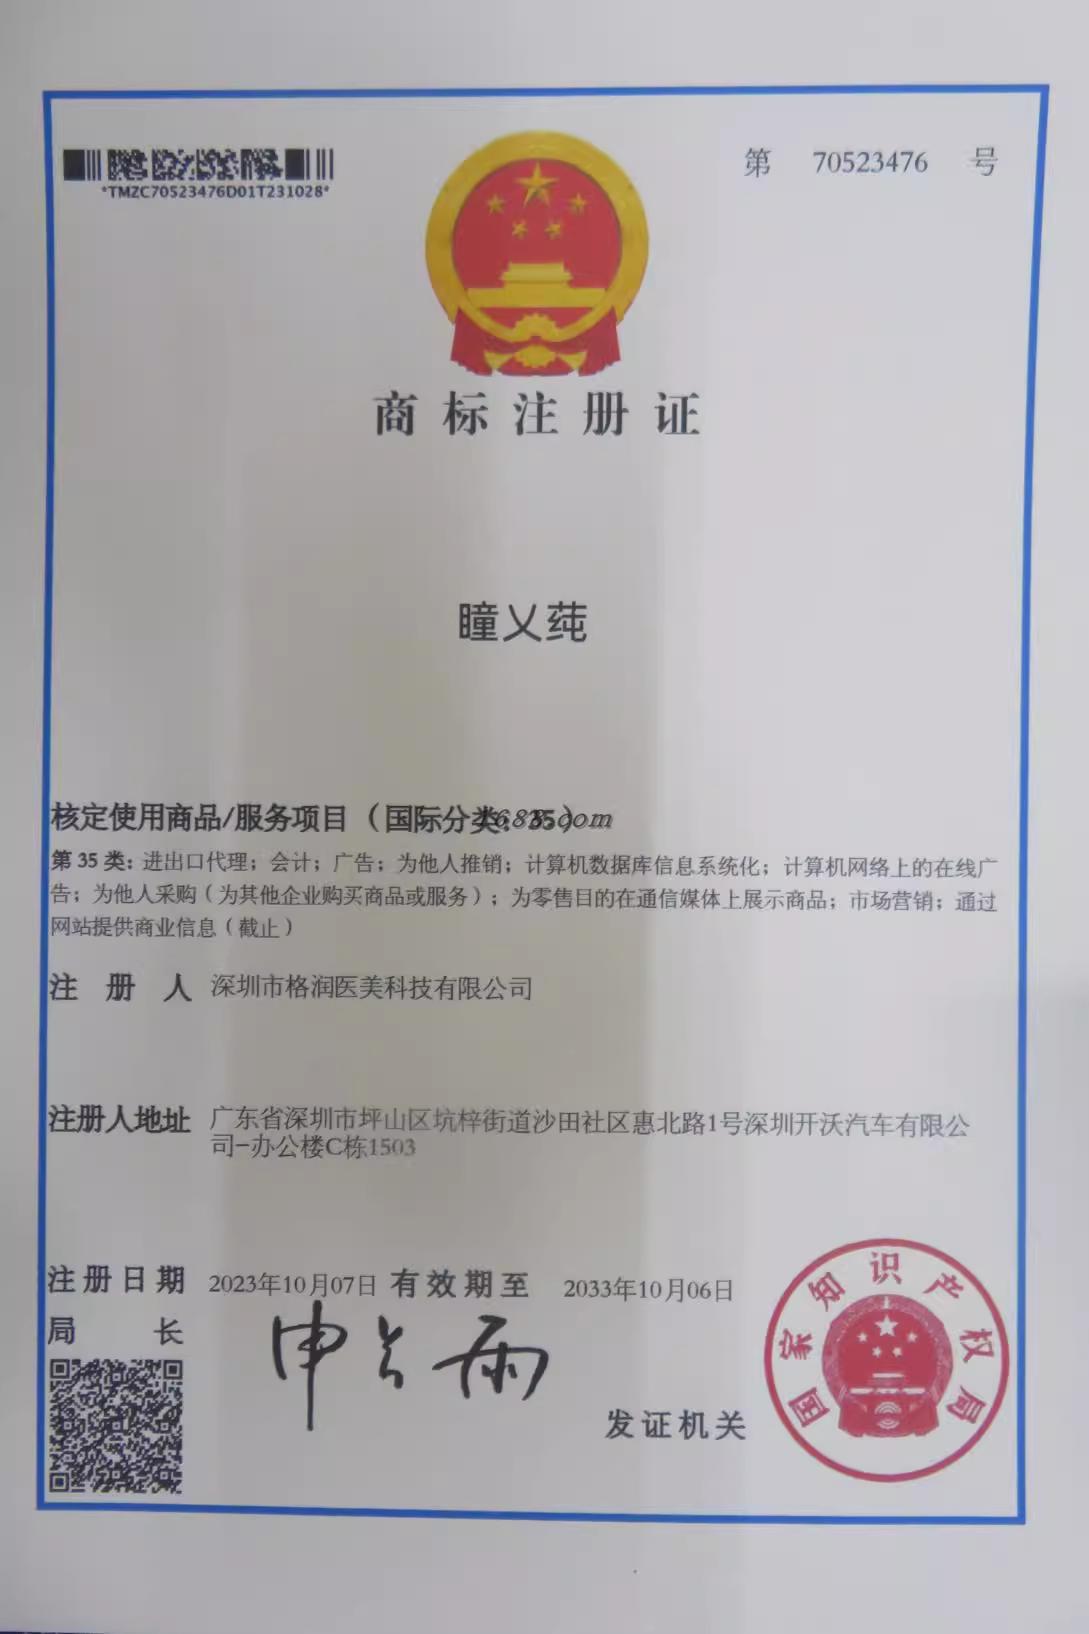 *TMZC70523476D01T231028*
第 70523476 号
商标注册证
瞳乂莼
核定使用商品/服务项目（国际分类：35）
1688.com
第 35 类：进出口代理；会计；广告；为他人推销；计算机数据库信息系统化；计算机网络上的在线广
告；为他人采购（为其他企业购买商品或服务）；为零售目的在通信媒体上展示商品；市场营销；通过
网站提供商业信息（截止）
注册人 深圳市格润医美科技有限公司
注册人地址 广东省深圳市坪山区坑梓街道沙田社区惠北路1号深圳开沃汽车有限公
司-办公楼C栋1503
注册日期 2023年10月07日 有效期至 2033年10月06日
局长 申长雨
发证机关
国家知识产权局